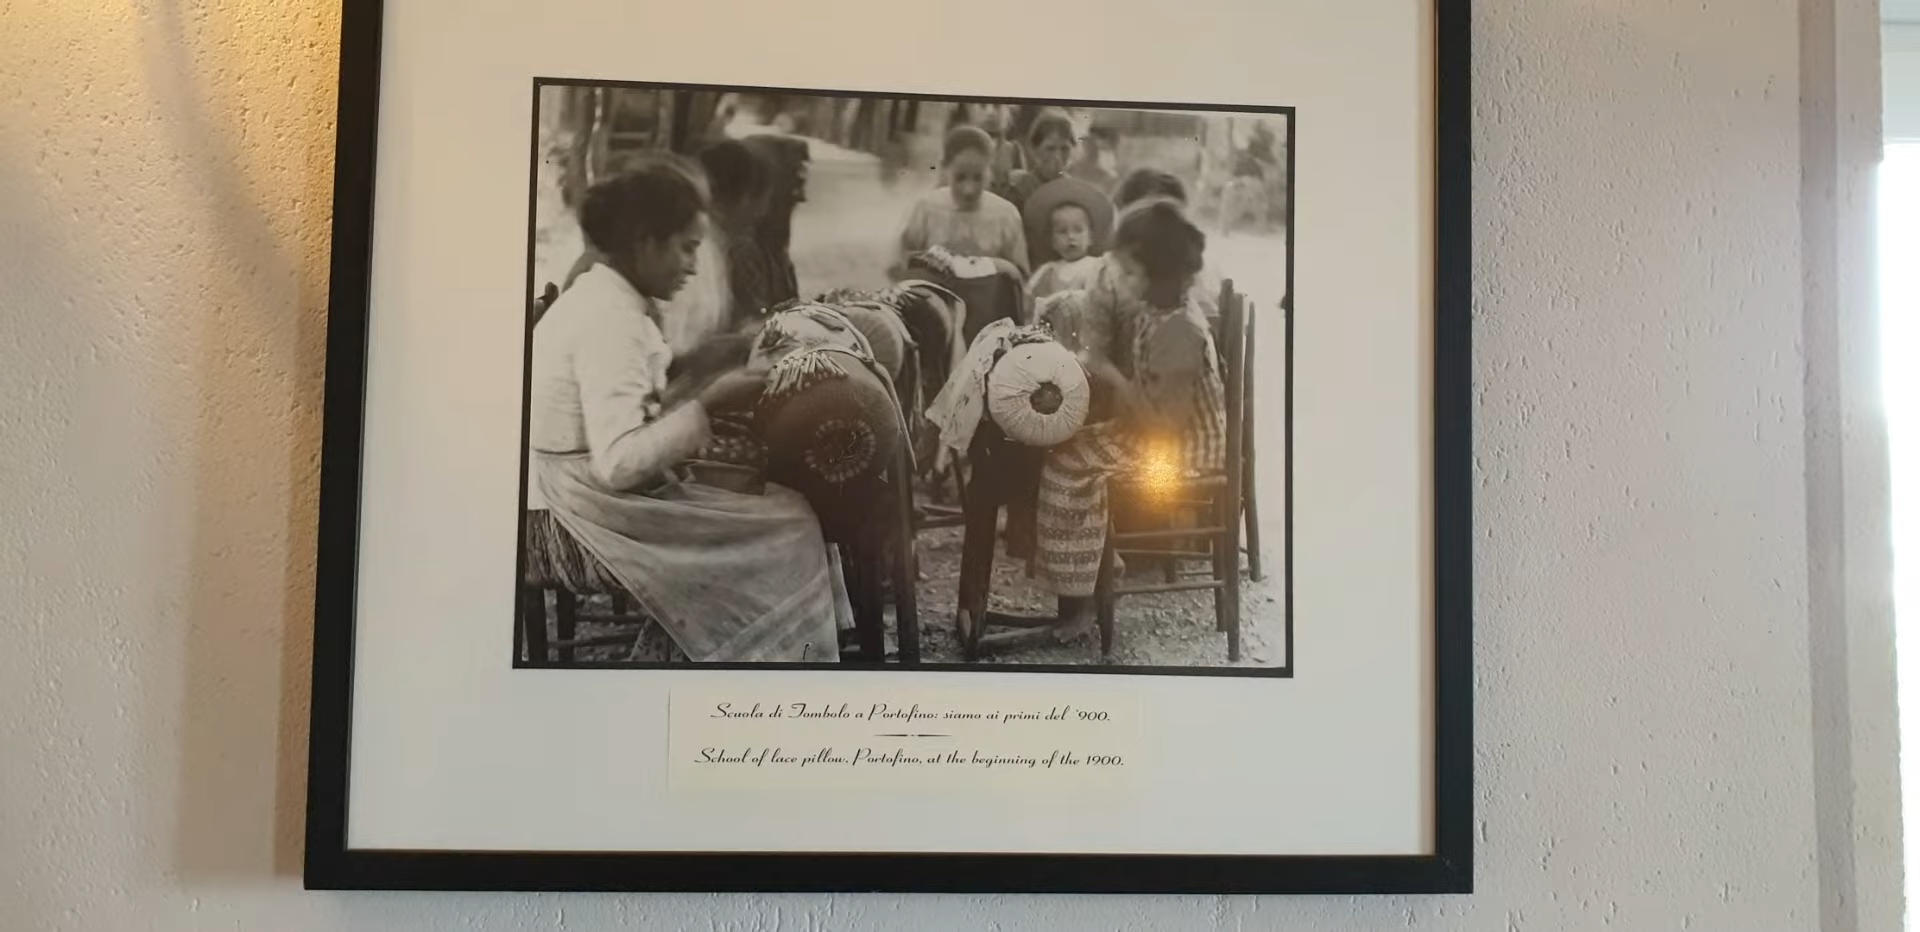 Scuola di Tombolo a Portofino: siamo ai primi del '900.
School of lace pillow. Portofino, at the beginning of the 1900.